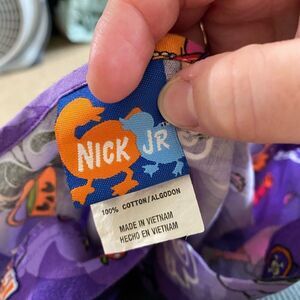 NICK JR
100% COTTON/ALGODON
MADE IN VIETNAM
HECHO EN VIETNAM